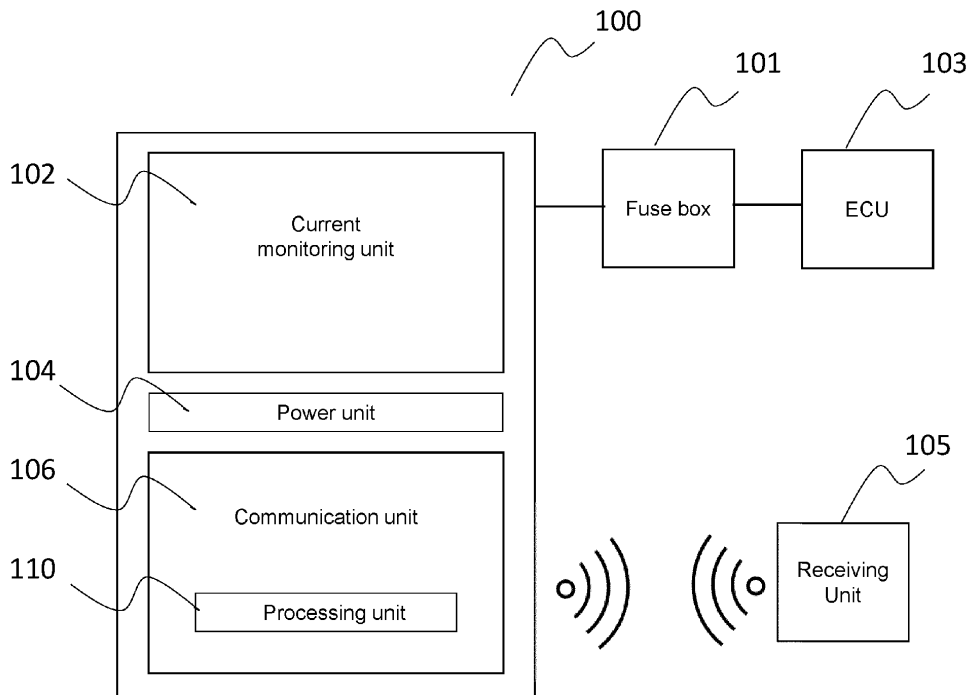 100
101
103
102
Current
monitoring unit
Fuse box
ECU
104
Power unit
106
Communication unit
105
110
Processing unit
Receiving
Unit